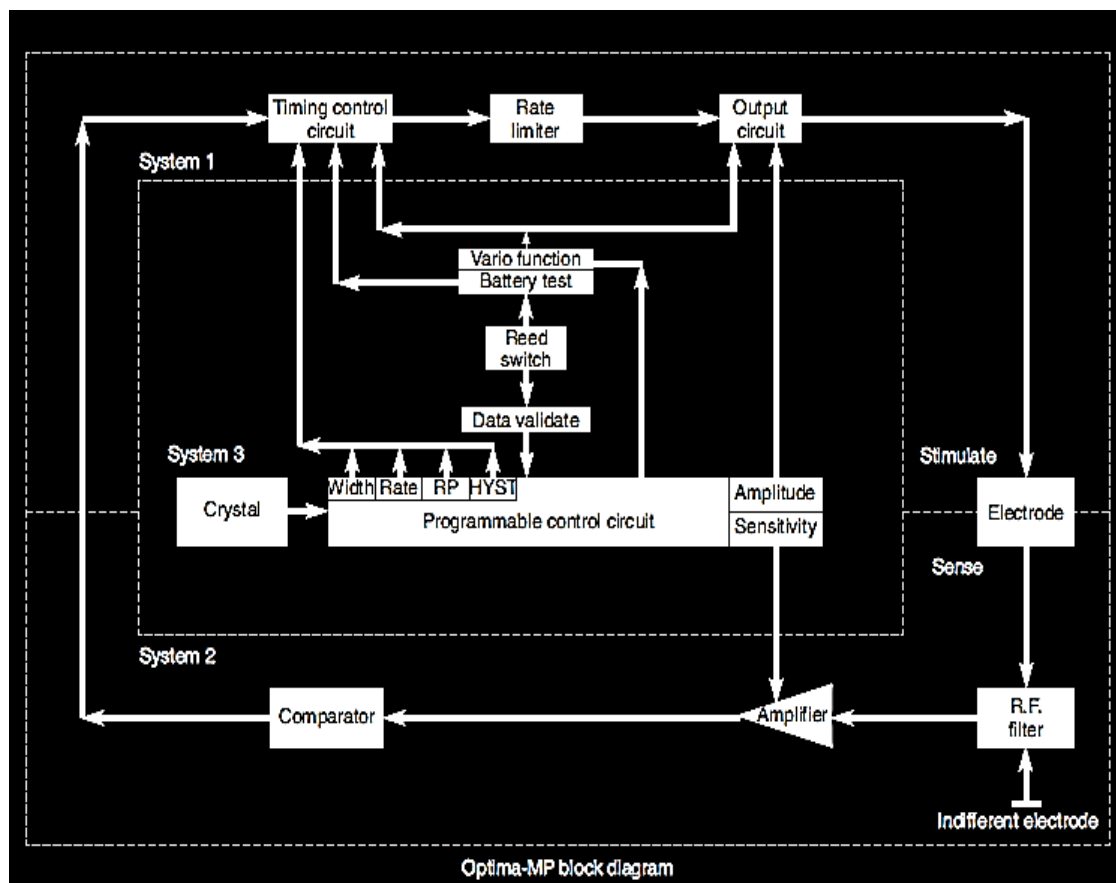 Timing control
circuit
Rate
limiter
Output
circuit
System 1
Vario function
Battery test
Reed
switch
Data validate
System 3
Stimulate
Width Rate RP HYST
Crystal
Programmable control circuit
Amplitude
Sensitivity
Electrode
Sense
System 2
Comparator
Amplifier
R.F.
filter
Indifferent electrode
Optima-MP block diagram